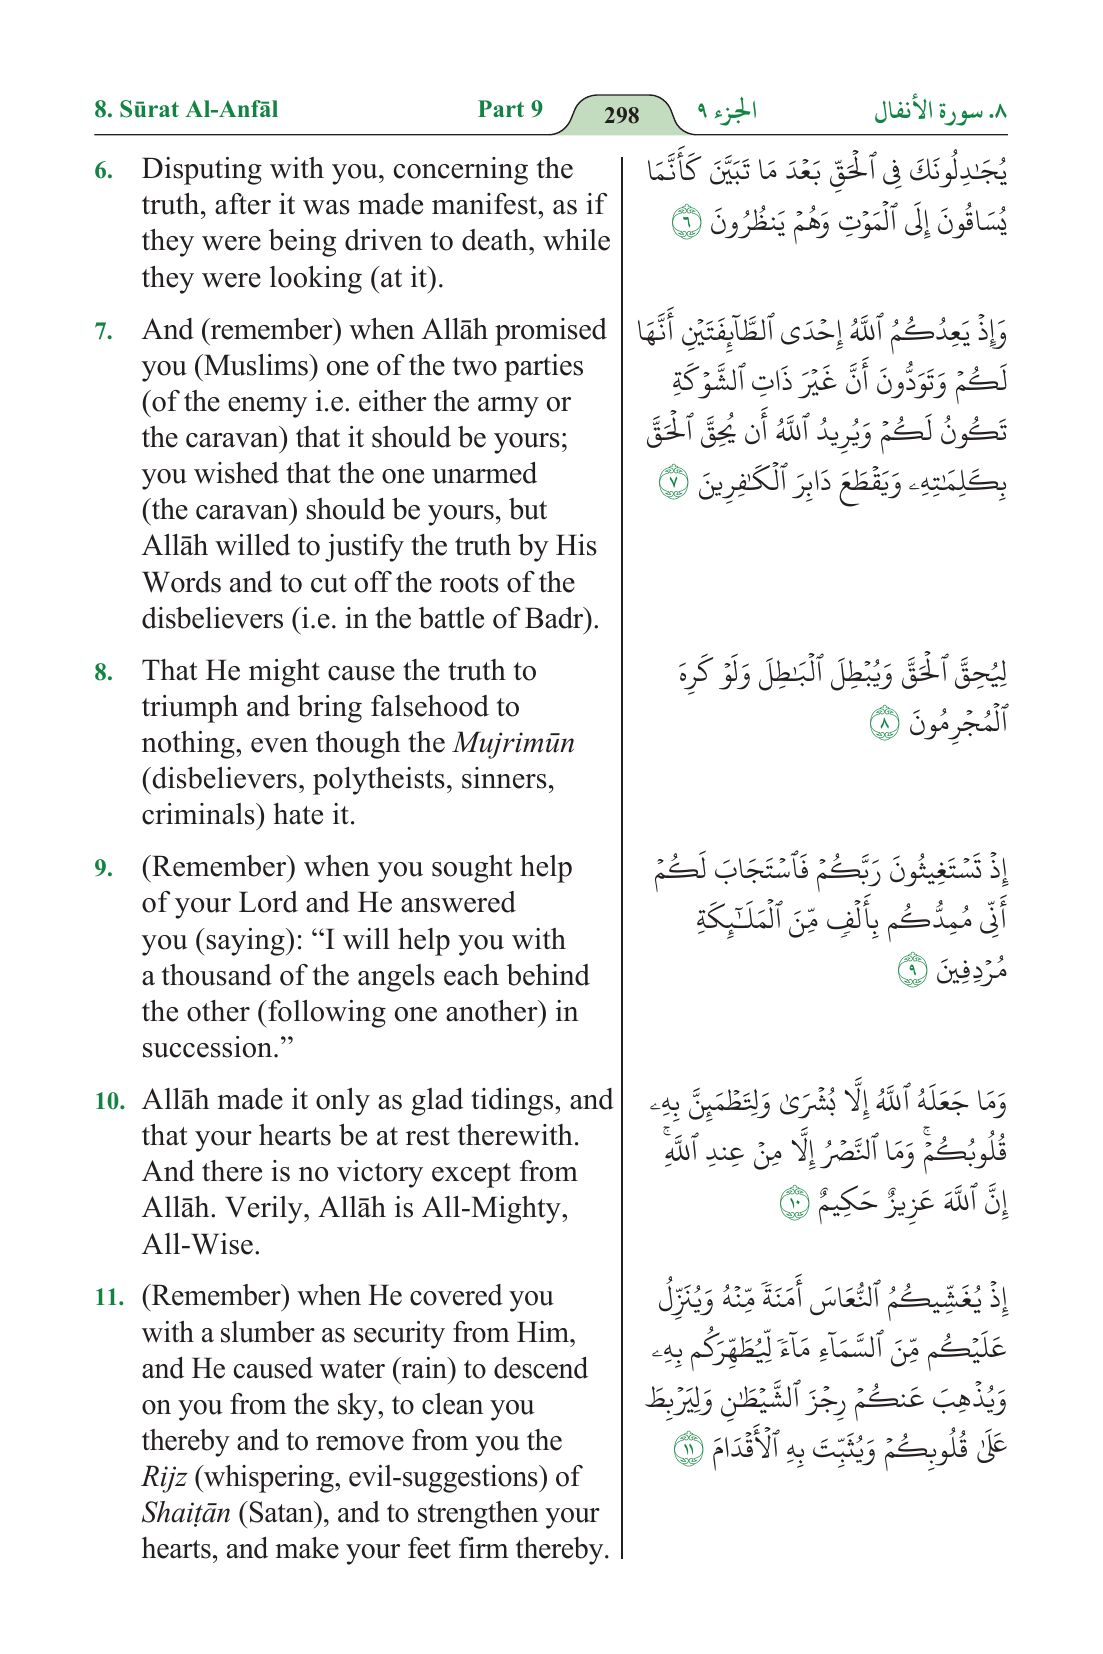 8. Sūrat Al-Anfāl
Part 9
298
الجزء ٩
٨. سورة الأنفال
6. Disputing with you, concerning the
truth, after it was made manifest, as if
they were being driven to death, while
they were looking (at it).
يُجَـٰدِلُونَكَ فِى ٱلْحَقِّ بَعْدَ مَا تَبَيَّنَ كَأَنَّمَا
يُسَاقُونَ إِلَى ٱلْمَوْتِ وَهُمْ يَنظُرُونَ ٦
7. And (remember) when Allāh promised
you (Muslims) one of the two parties
(of the enemy i.e. either the army or
the caravan) that it should be yours;
you wished that the one unarmed
(the caravan) should be yours, but
Allāh willed to justify the truth by His
Words and to cut off the roots of the
disbelievers (i.e. in the battle of Badr).
وَإِذْ يَعِدُكُمُ ٱللَّهُ إِحْدَى ٱلطَّآئِفَتَيْنِ أَنَّهَا
لَكُمْ وَتَوَدُّونَ أَنَّ غَيْرَ ذَاتِ ٱلشَّوْكَةِ
تَكُونُ لَكُمْ وَيُرِيدُ ٱللَّهُ أَن يُحِقَّ ٱلْحَقَّ
بِكَلِمَـٰتِهِۦ وَيَقْطَعَ دَابِرَ ٱلْكَـٰفِرِينَ ٧
8. That He might cause the truth to
triumph and bring falsehood to
nothing, even though the Mujrimūn
(disbelievers, polytheists, sinners,
criminals) hate it.
لِيُحِقَّ ٱلْحَقَّ وَيُبْطِلَ ٱلْبَـٰطِلَ وَلَوْ كَرِهَ
ٱلْمُجْرِمُونَ ٨
9. (Remember) when you sought help
of your Lord and He answered
you (saying): “I will help you with
a thousand of the angels each behind
the other (following one another) in
succession.”
إِذْ تَسْتَغِيثُونَ رَبَّكُمْ فَٱسْتَجَابَ لَكُمْ
أَنِّى مُمِدُّكُم بِأَلْفٍ مِّنَ ٱلْمَلَـٰٓئِكَةِ
مُرْدِفِينَ ٩
10. Allāh made it only as glad tidings, and
that your hearts be at rest therewith.
And there is no victory except from
Allāh. Verily, Allāh is All-Mighty,
All-Wise.
وَمَا جَعَلَهُ ٱللَّهُ إِلَّا بُشْرَىٰ وَلِتَطْمَئِنَّ بِهِۦ
قُلُوبُكُمْ ۚ وَمَا ٱلنَّصْرُ إِلَّا مِنْ عِندِ ٱللَّهِ ۚ
إِنَّ ٱللَّهَ عَزِيزٌ حَكِيمٌ ١٠
11. (Remember) when He covered you
with a slumber as security from Him,
and He caused water (rain) to descend
on you from the sky, to clean you
thereby and to remove from you the
Rijz (whispering, evil-suggestions) of
Shaiṭān (Satan), and to strengthen your
hearts, and make your feet firm thereby.
إِذْ يُغَشِّيكُمُ ٱلنُّعَاسَ أَمَنَةً مِّنْهُ وَيُنَزِّلُ
عَلَيْكُم مِّنَ ٱلسَّمَآءِ مَآءً لِّيُطَهِّرَكُم بِهِۦ
وَيُذْهِبَ عَنكُمْ رِجْزَ ٱلشَّيْطَـٰنِ وَلِيَرْبِطَ
عَلَىٰ قُلُوبِكُمْ وَيُثَبِّتَ بِهِ ٱلْأَقْدَامَ ١١